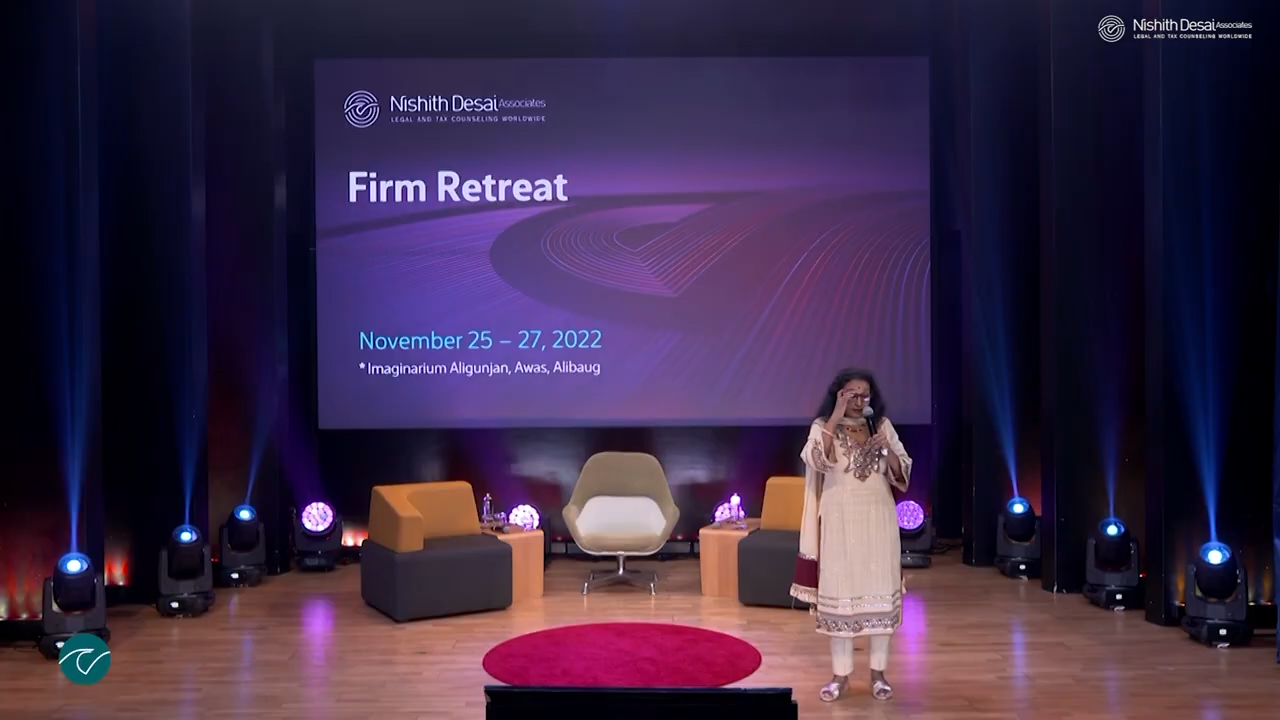 Nishith Desai Associates
LEGAL AND TAX COUNSELING WORLDWIDE
Nishith Desai Associates
LEGAL AND TAX COUNSELING WORLDWIDE
Firm Retreat
November 25 – 27, 2022
* Imaginarium Aligunjan, Awas, Alibaug